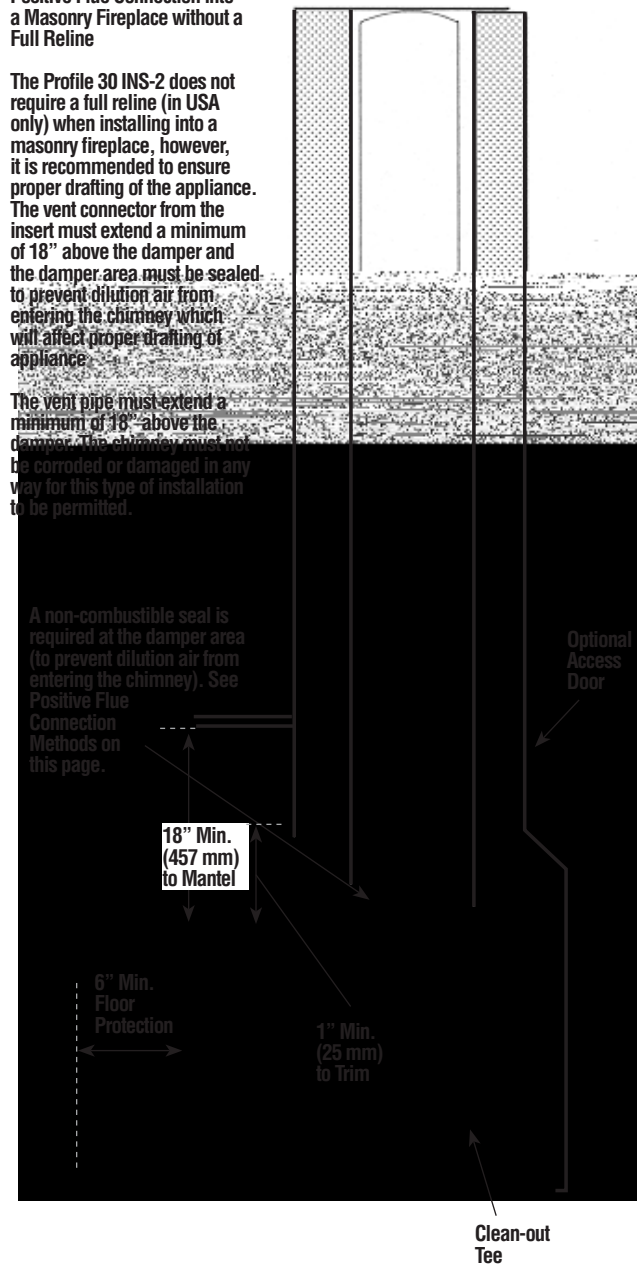 Positive Flue Connection into
a Masonry Fireplace without a
Full Reline
The Profile 30 INS-2 does not
require a full reline (in USA
only) when installing into a
masonry fireplace, however,
it is recommended to ensure
proper drafting of the appliance.
The vent connector from the
insert must extend a minimum
of 18” above the damper and
the damper area must be sealed
to prevent dilution air from
entering the chimney which
will affect proper drafting of
appliance
The vent pipe must extend a
minimum of 18” above the
damper. The chimney must not
be corroded or damaged in any
way for this type of installation
to be permitted.
A non-combustible seal is
required at the damper area
(to prevent dilution air from
entering the chimney). See
Positive Flue
Connection
Methods on
this page.
Optional
Access
Door
18” Min.
(457 mm)
to Mantel
6” Min.
Floor
Protection
1” Min.
(25 mm)
to Trim
Clean-out
Tee